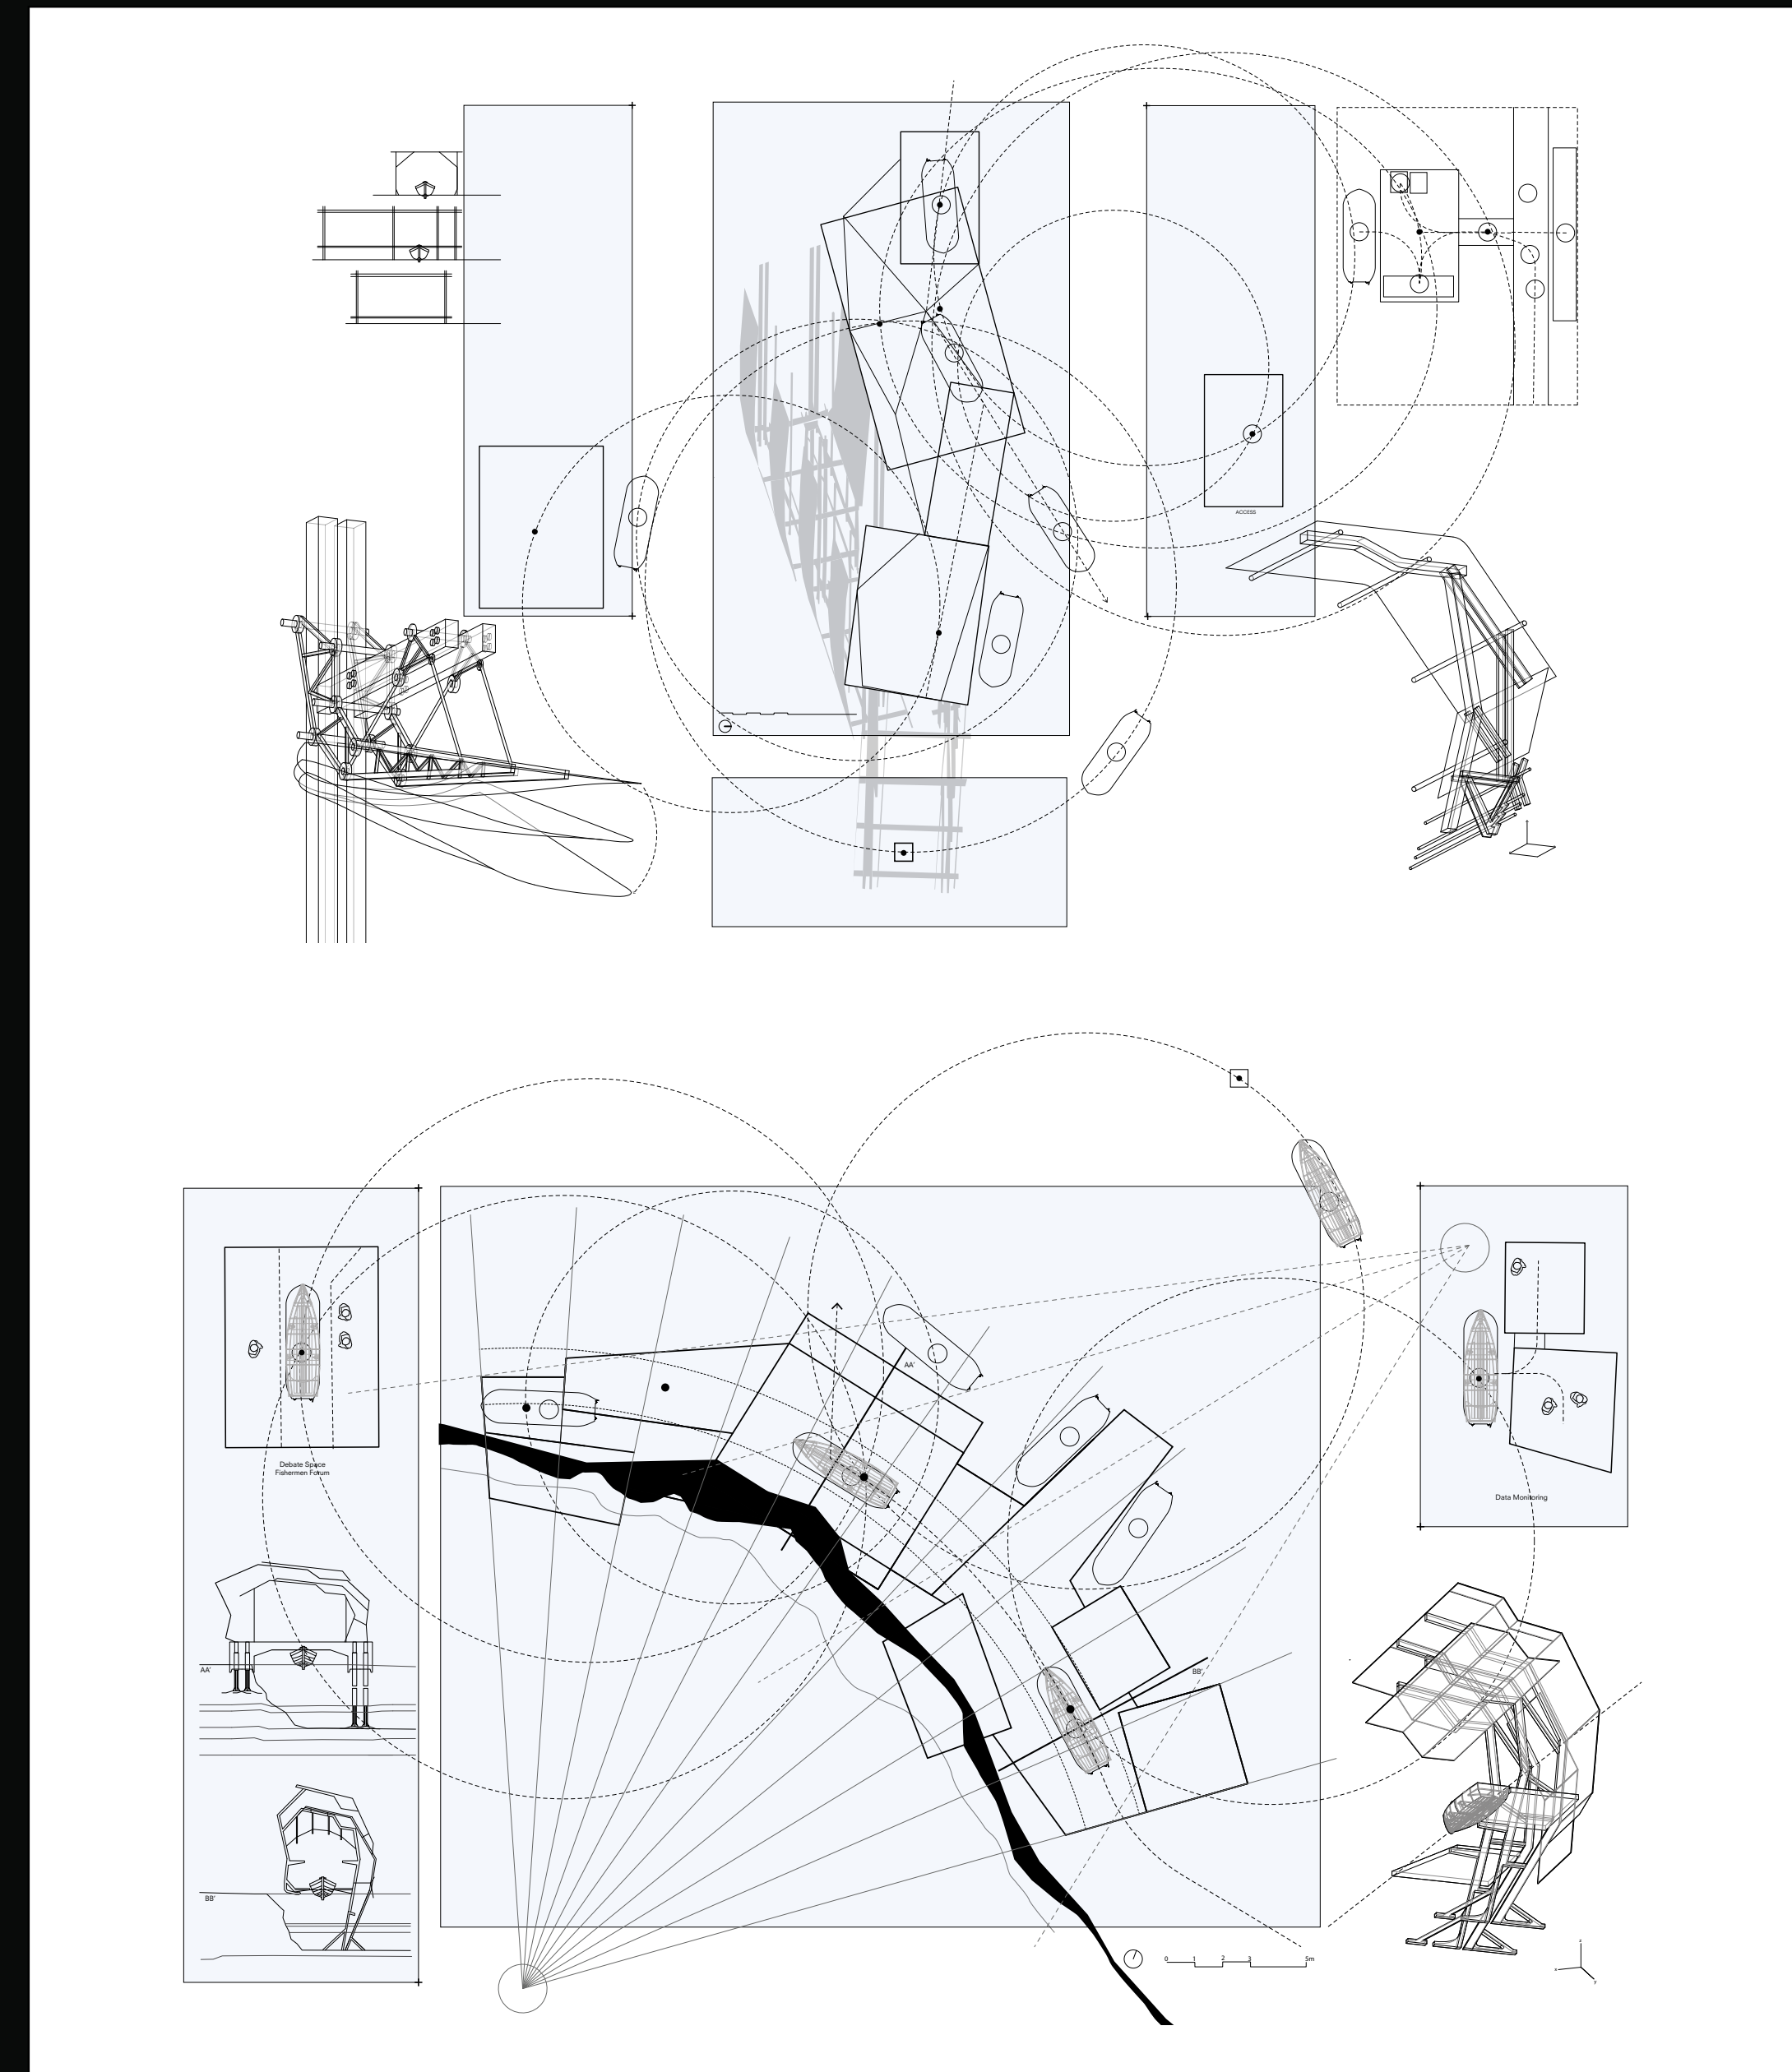 ACCESS
AA'
Debate Space
Fishermen Forum
Data Monitoring
AA'
BB'
BB'
0 1 2 3 5m
z
x
y